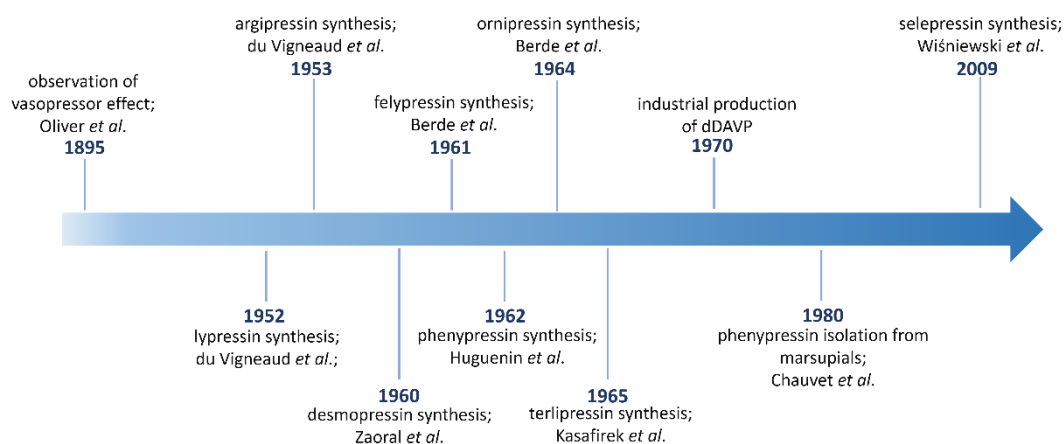 observation of
vasopressor effect;
Oliver et al.
1895
argipressin synthesis;
du Vigneaud et al.
1953
felypressin synthesis;
Berde et al.
1961
ornipressin synthesis;
Berde et al.
1964
industrial production
of dDAVP
1970
selepressin synthesis;
Wiśniewski et al.
2009
1952
lypressin synthesis;
du Vigneaud et al.;
1960
desmopressin synthesis;
Zaoral et al.
1962
phenypressin synthesis;
Huguenin et al.
1965
terlipressin synthesis;
Kasafirek et al.
1980
phenypressin isolation from
marsupials;
Chauvet et al.